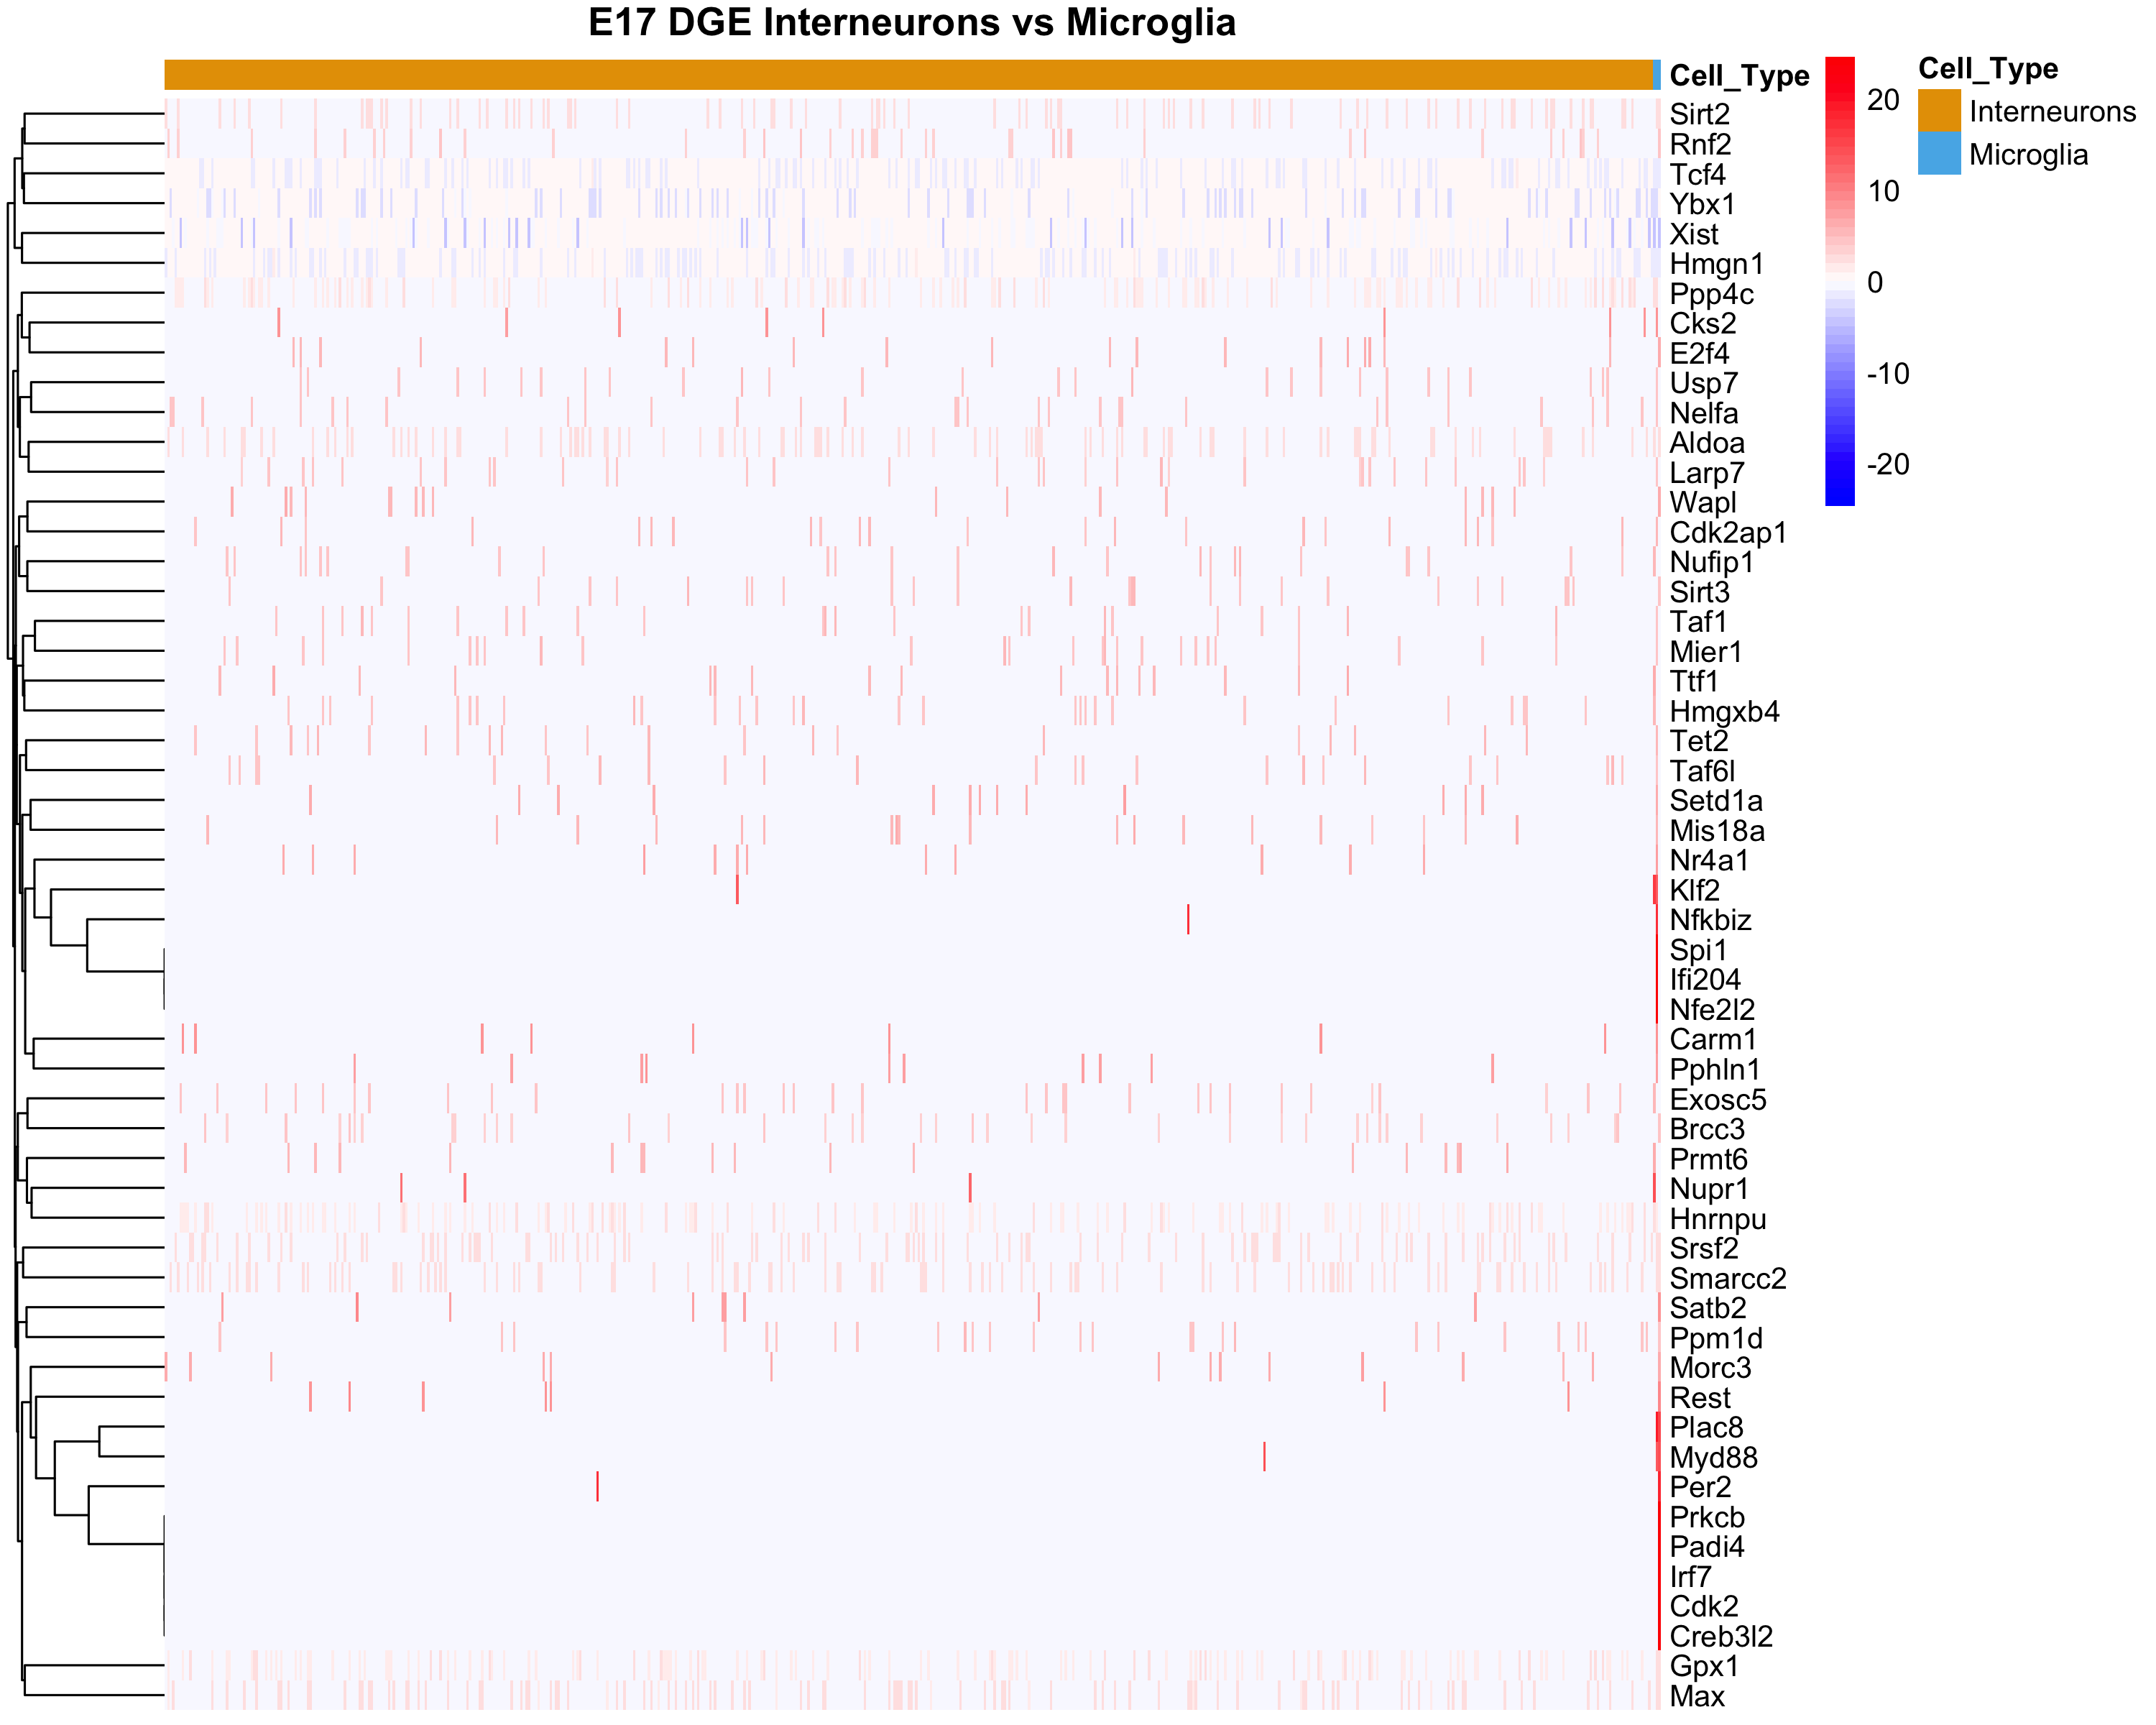 E17 DGE Interneurons vs Microglia
Cell_Type
Sirt2
Rnf2
Tcf4
Ybx1
Xist
Hmgn1
Ppp4c
Cks2
E2f4
Usp7
Nelfa
Aldoa
Larp7
Wapl
Cdk2ap1
Nufip1
Sirt3
Taf1
Mier1
Ttf1
Hmgxb4
Tet2
Taf6l
Setd1a
Mis18a
Nr4a1
Klf2
Nfkbiz
Spi1
Ifi204
Nfe2l2
Carm1
Pphln1
Exosc5
Brcc3
Prmt6
Nupr1
Hnrnpu
Srsf2
Smarcc2
Satb2
Ppm1d
Morc3
Rest
Plac8
Myd88
Per2
Prkcb
Padi4
Irf7
Cdk2
Creb3l2
Gpx1
Max
20
10
0
-10
-20
Cell_Type
Interneurons
Microglia